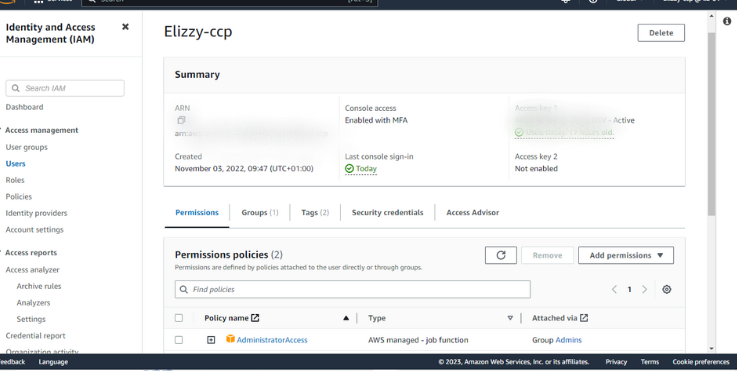 Services
Search
[Alt+S]
Global
Identity and Access
Management (IAM)
Search IAM
Dashboard
Access management
User groups
Users
Roles
Policies
Identity providers
Account settings
Access reports
Access analyzer
Archive rules
Analyzers
Settings
Credential report
Organization activity
Elizzy-ccp
Delete
Summary
ARN
Created
November 03, 2022, 09:47 (UTC+01:00)
Console access
Enabled with MFA
Last console sign-in
Today
Access key 1
- Active
old.
Access key 2
Not enabled
Permissions
Groups (1)
Tags (2)
Security credentials
Access Advisor
Permissions policies (2)
Permissions are defined by policies attached to the user directly or through groups.
Remove
Add permissions
Find policies
1
Policy name
Type
Attached via
AdministratorAccess
AWS managed - job function
Group Admins
Feedback
Language
© 2023, Amazon Web Services, Inc. or its affiliates.
Privacy
Terms
Cookie preferences